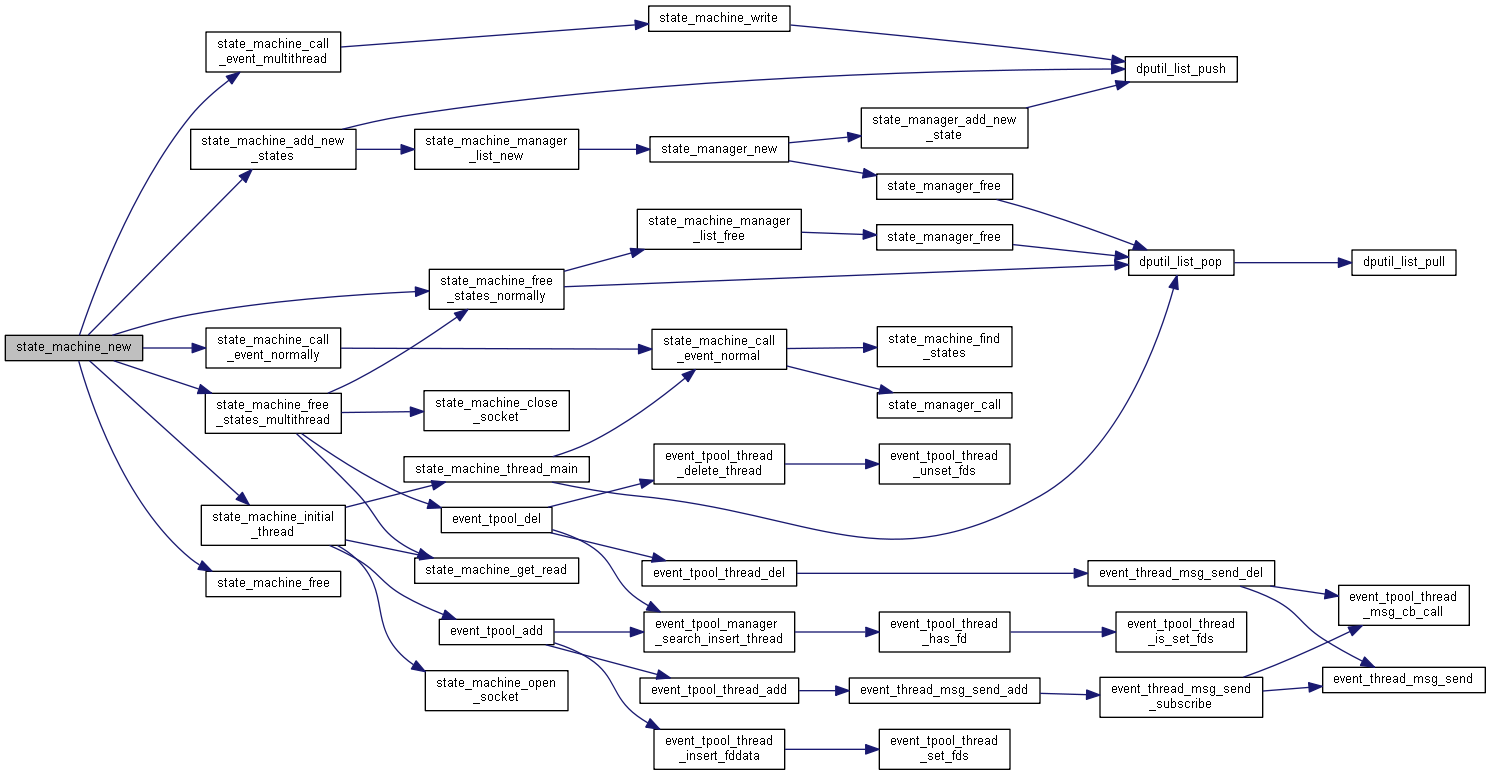 state_machine_write
state_machine_call
_event_multithread
dputil_list_push
state_manager_add_new
_state
state_machine_add_new
_states
state_machine_manager
_list_new
state_manager_new
state_manager_free
state_machine_manager
_list_free
state_manager_free
dputil_list_pop
dputil_list_pull
state_machine_free
_states_normally
state_machine_new
state_machine_call
_event_normally
state_machine_call
_event_normal
state_machine_find
_states
state_machine_free
_states_multithread
state_machine_close
_socket
state_manager_call
state_machine_thread_main
event_tpool_thread
_delete_thread
event_tpool_thread
_unset_fds
state_machine_initial
_thread
event_tpool_del
state_machine_get_read
event_tpool_thread_del
event_thread_msg_send_del
state_machine_free
event_tpool_thread
_msg_cb_call
event_tpool_add
event_tpool_manager
_search_insert_thread
event_tpool_thread
_has_fd
event_tpool_thread
_is_set_fds
state_machine_open
_socket
event_tpool_thread_add
event_thread_msg_send_add
event_thread_msg_send
_subscribe
event_thread_msg_send
event_tpool_thread
_insert_fddata
event_tpool_thread
_set_fds